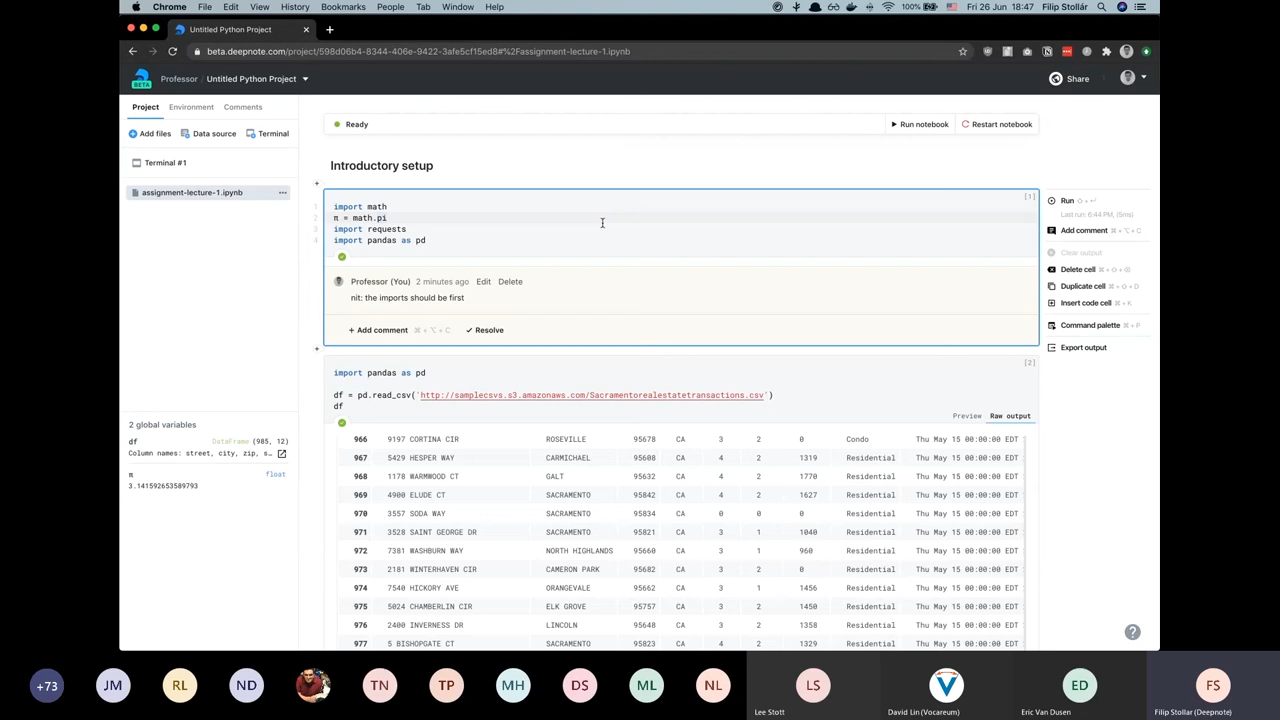 Chrome File Edit View History Bookmarks People Tab Window Help 100% Fri 26 Jun 18:47 Filip Stollár
Untitled Python Project
beta.deepnote.com/project/598d06b4-8344-406e-9422-3afe5cf15ed8#%2Fassignment-lecture-1.ipynb
BETA
Professor / Untitled Python Project
Share
Project Environment Comments
Add files Data source Terminal
Terminal #1
assignment-lecture-1.ipynb
Ready
Run notebook Restart notebook
Introductory setup
[1]
1 import math
2 π = math.pi
3 import requests
4 import pandas as pd
Professor (You) 2 minutes ago Edit Delete
nit: the imports should be first
+ Add comment ⌘ + ⌥ + C Resolve
Run ⇧ + ↩
Last run: 6:44 PM, (5ms)
Add comment ⌘ + ⌥ + C
Clear output
Delete cell ⌘ + ⇧ + ⌫
Duplicate cell ⌘ + ⇧ + D
Insert code cell ⌘ + K
Command palette ⌘ + P
Export output
[2]
import pandas as pd
df = pd.read_csv('http://samplecsvs.s3.amazonaws.com/Sacramentorealestatetransactions.csv')
df
Preview Raw output
966 9197 CORTINA CIR ROSEVILLE 95678 CA 3 2 0 Condo Thu May 15 00:00:00 EDT
967 5429 HESPER WAY CARMICHAEL 95608 CA 4 2 1319 Residential Thu May 15 00:00:00 EDT
968 1178 WARMWOOD CT GALT 95632 CA 4 2 1770 Residential Thu May 15 00:00:00 EDT
969 4900 ELUDE CT SACRAMENTO 95842 CA 4 2 1627 Residential Thu May 15 00:00:00 EDT
970 3557 SODA WAY SACRAMENTO 95834 CA 0 0 0 Residential Thu May 15 00:00:00 EDT
971 3528 SAINT GEORGE DR SACRAMENTO 95821 CA 3 1 1040 Residential Thu May 15 00:00:00 EDT
972 7381 WASHBURN WAY NORTH HIGHLANDS 95660 CA 3 1 960 Residential Thu May 15 00:00:00 EDT
973 2181 WINTERHAVEN CIR CAMERON PARK 95682 CA 3 2 0 Residential Thu May 15 00:00:00 EDT
974 7540 HICKORY AVE ORANGEVALE 95662 CA 3 1 1456 Residential Thu May 15 00:00:00 EDT
975 5024 CHAMBERLIN CIR ELK GROVE 95757 CA 3 2 1450 Residential Thu May 15 00:00:00 EDT
976 2400 INVERNESS DR LINCOLN 95648 CA 3 2 1358 Residential Thu May 15 00:00:00 EDT
977 5 BISHOPGATE CT SACRAMENTO 95823 CA 4 2 1329 Residential Thu May 15 00:00:00 EDT
2 global variables
df DataFrame (985, 12)
Column names: street, city, zip, s...
π float
3.141592653589793
+73 JM RL ND TN TP MH DS ML NL LS V ED FS
Lee Stott David Lin (Vocareum) Eric Van Dusen Filip Stollar (Deepnote)